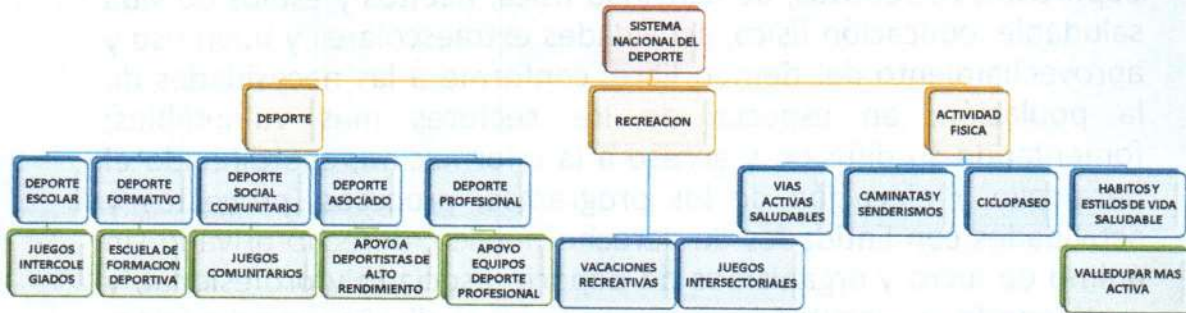 SISTEMA
NACIONAL DEL
DEPORTE
DEPORTE
RECREACION
ACTIVIDAD
FISICA
DEPORTE
ESCOLAR
DEPORTE
FORMATIVO
DEPORTE
SOCIAL
COMUNITARIO
DEPORTE
ASOCIADO
DEPORTE
PROFESIONAL
VIAS
ACTIVAS
SALUDABLES
CAMINATAS Y
SENDERISMOS
CICLOPASEO
HABITOS Y
ESTILOS DE VIDA
SALUDABLE
JUEGOS
INTERCOLE
GIADOS
ESCUELA DE
FORMACION
DEPORTIVA
JUEGOS
COMUNITARIOS
APOYO A
DEPORTISTAS DE
ALTO
RENDIMIENTO
APOYO
EQUIPOS
DEPORTE
PROFESIONAL
VACACIONES
RECREATIVAS
JUEGOS
INTERSECTORIALES
VALLEDUPAR MAS
ACTIVA